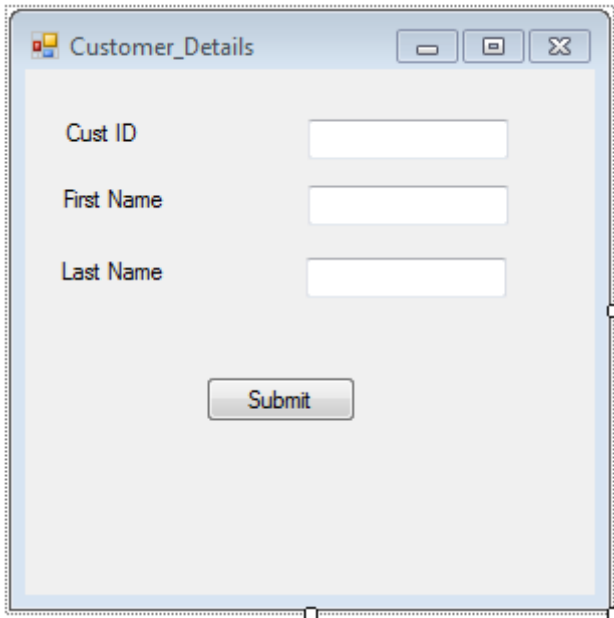 Customer_Details
Cust ID
First Name
Last Name
Submit